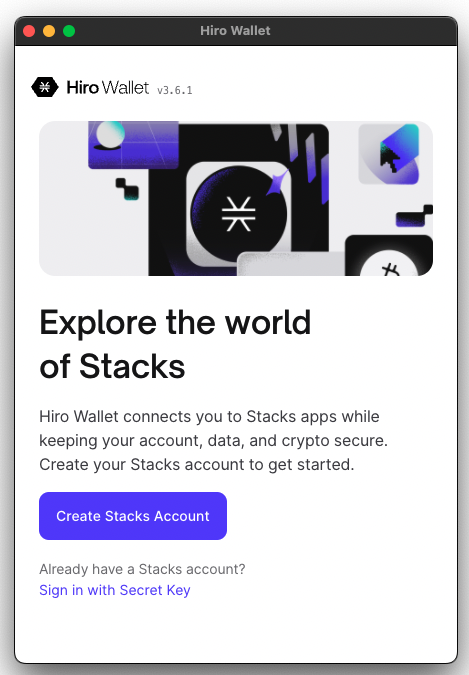 Hiro Wallet
Hiro Wallet v3.6.1
Explore the world
of Stacks
Hiro Wallet connects you to Stacks apps while
keeping your account, data, and crypto secure.
Create your Stacks account to get started.
Create Stacks Account
Already have a Stacks account?
Sign in with Secret Key